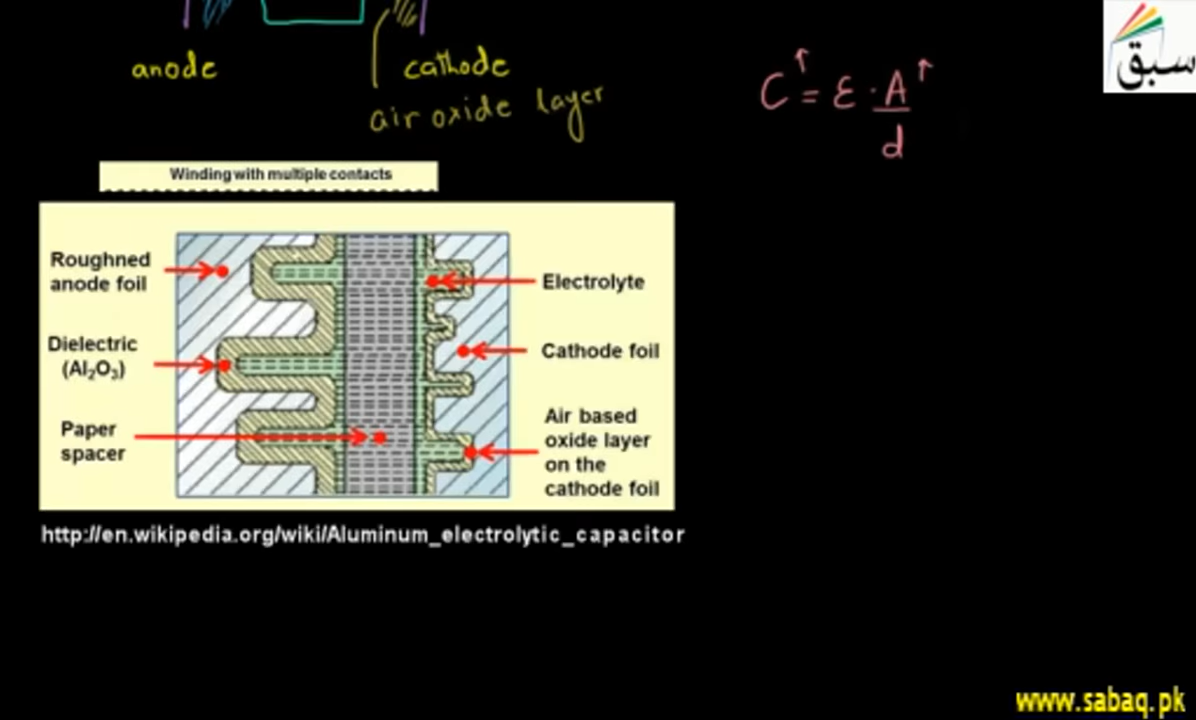 anode
cathode
air oxide layer
C↑ = ε · A↑
d
سبق
Winding with multiple contacts
Roughned
anode foil
Dielectric
(Al₂O₃)
Paper
spacer
Electrolyte
Cathode foil
Air based
oxide layer
on the
cathode foil
http://en.wikipedia.org/wiki/Aluminum_electrolytic_capacitor
www.sabaq.pk